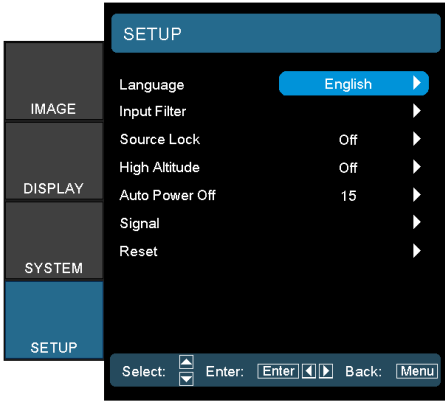 SETUP
Language English
IMAGE
Input Filter
Source Lock Off
High Altitude Off
DISPLAY
Auto Power Off 15
Signal
Reset
SYSTEM
SETUP
Select: Enter: Enter Back: Menu